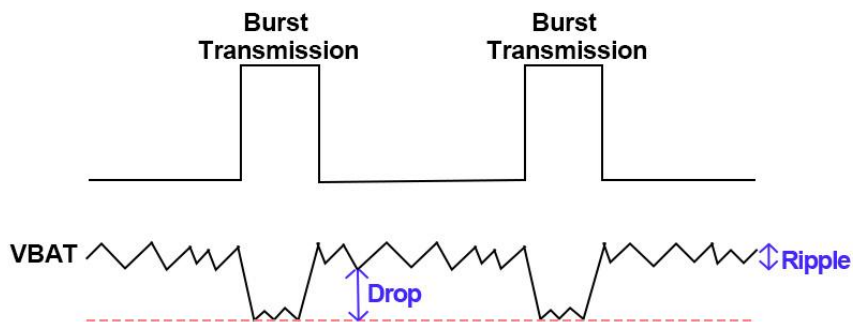 Burst
Transmission
Burst
Transmission
VBAT
Drop
Ripple